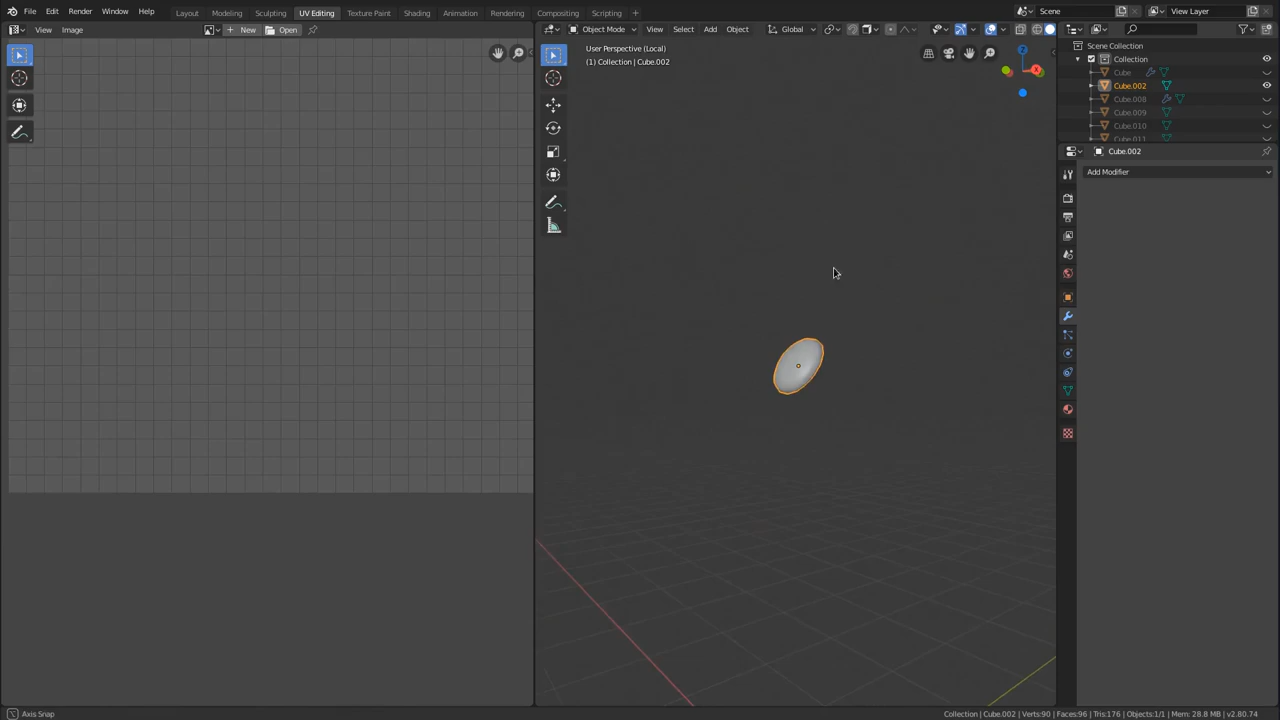 File Edit Render Window Help Layout Modeling Sculpting UV Editing Texture Paint Shading Animation Rendering Compositing Scripting + Scene View Layer
View Image New Open Object Mode View Select Add Object Global
User Perspective (Local)
(1) Collection | Cube.002
Scene Collection
Collection
Cube
Cube.002
Cube.008
Cube.009
Cube.010
Cube.011
Cube.002
Add Modifier
Z
X
Axis Snap
Collection | Cube.002 | Verts:90 | Faces:96 | Tris:176 | Objects:1/1 | Mem: 28.8 MB | v2.80.74